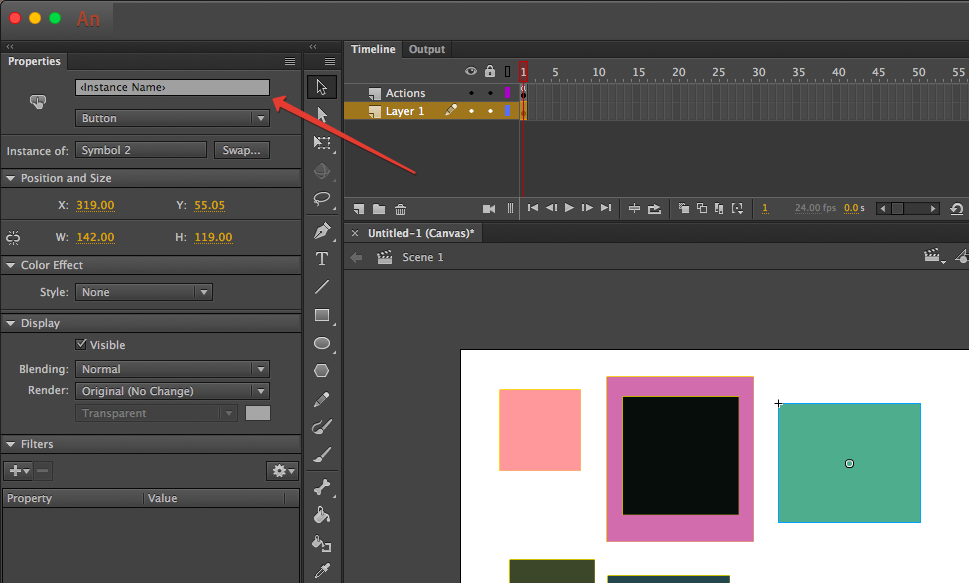 An
Properties
‹Instance Name›
Button
Instance of: Symbol 2 Swap...
Position and Size
X: 319.00 Y: 55.05
W: 142.00 H: 119.00
Color Effect
Style: None
Display
Visible
Blending: Normal
Render: Original (No Change)
Transparent
Filters
Property Value
T
Timeline Output
1 5 10 15 20 25 30 35 40 45 50 55
Actions
Layer 1
1 24.00 fps 0.0 s
× Untitled-1 (Canvas)*
Scene 1